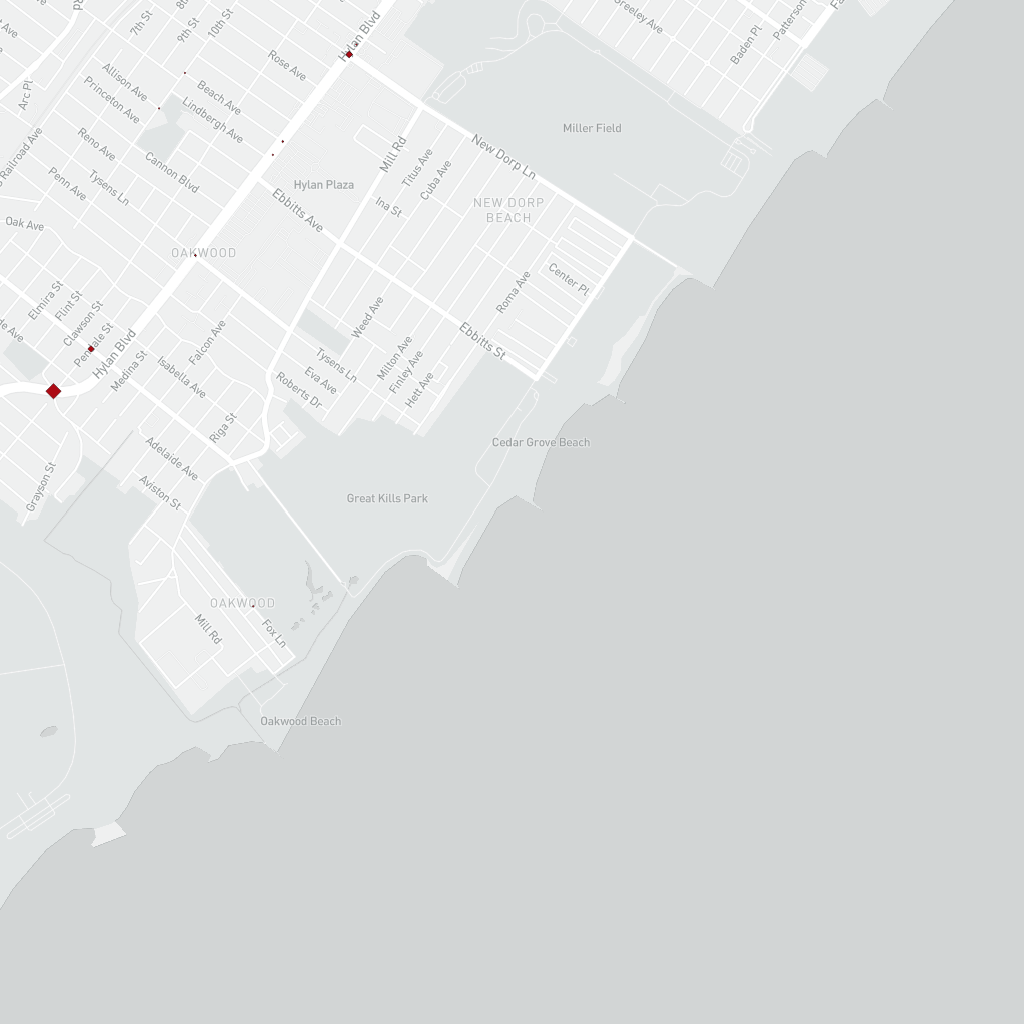 7th St
9th St
10th St
Hylan Blvd
Greeley Ave
Baden Pl
Arc Pl
Allison Ave
Rose Ave
Princeton Ave
Beach Ave
Lindbergh Ave
Miller Field
Reno Ave
Cannon Blvd
Mill Rd
Titus Ave
Cuba Ave
New Dorp Ln
Penn Ave
Tysens Ln
Hylan Plaza
Ebbitts Ave
Ina St
NEW DORP
BEACH
Oak Ave
OAKWOOD
Elmira St
Flint St
Clawson St
Roma Ave
Center Pl
Weed Ave
Falcon Ave
Hylan Blvd
Medina St
Isabella Ave
Tysens Ln
Eva Ave
Roberts Dr
Milton Ave
Finley Ave
Hett Ave
Ebbitts St
Riga St
Adelaide Ave
Aviston St
Grayson St
Cedar Grove Beach
Great Kills Park
OAKWOOD
Mill Rd
Fox Ln
Oakwood Beach